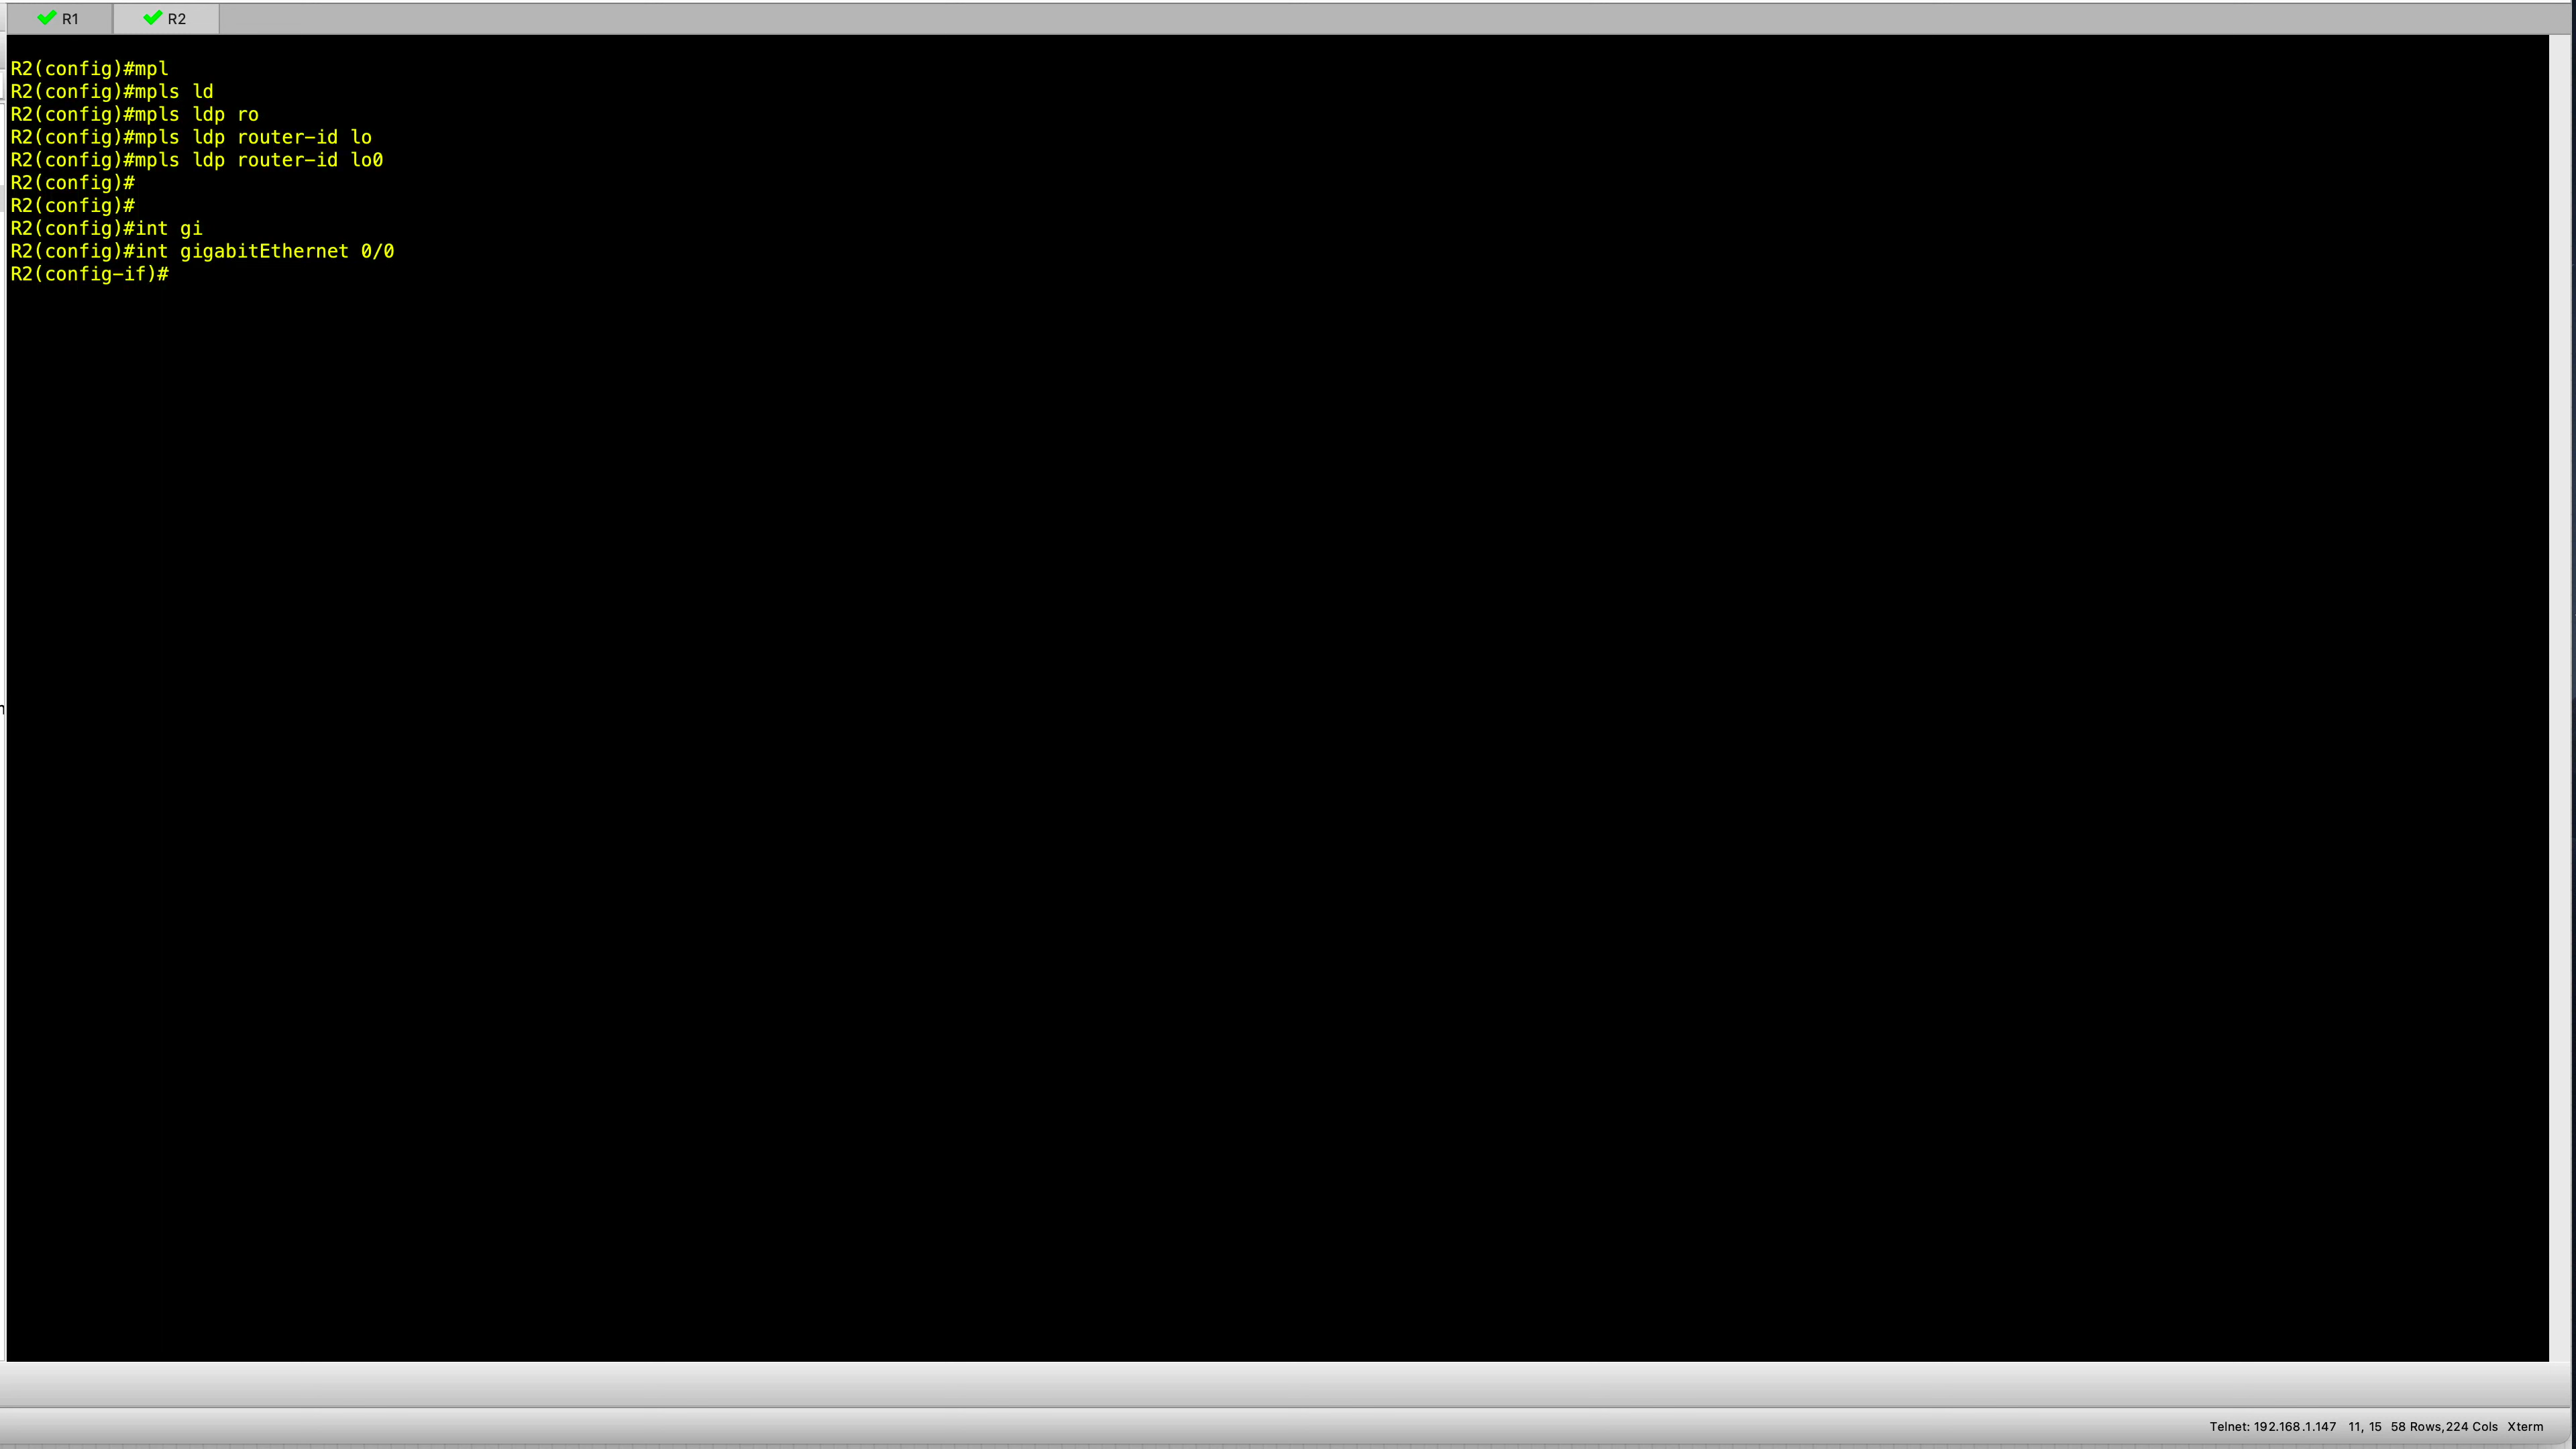 R1 R2
R2(config)#mpl
R2(config)#mpls ld
R2(config)#mpls ldp ro
R2(config)#mpls ldp router-id lo
R2(config)#mpls ldp router-id lo0
R2(config)#
R2(config)#
R2(config)#int gi
R2(config)#int gigabitEthernet 0/0
R2(config-if)#
Telnet: 192.168.1.147 11, 15 58 Rows,224 Cols Xterm